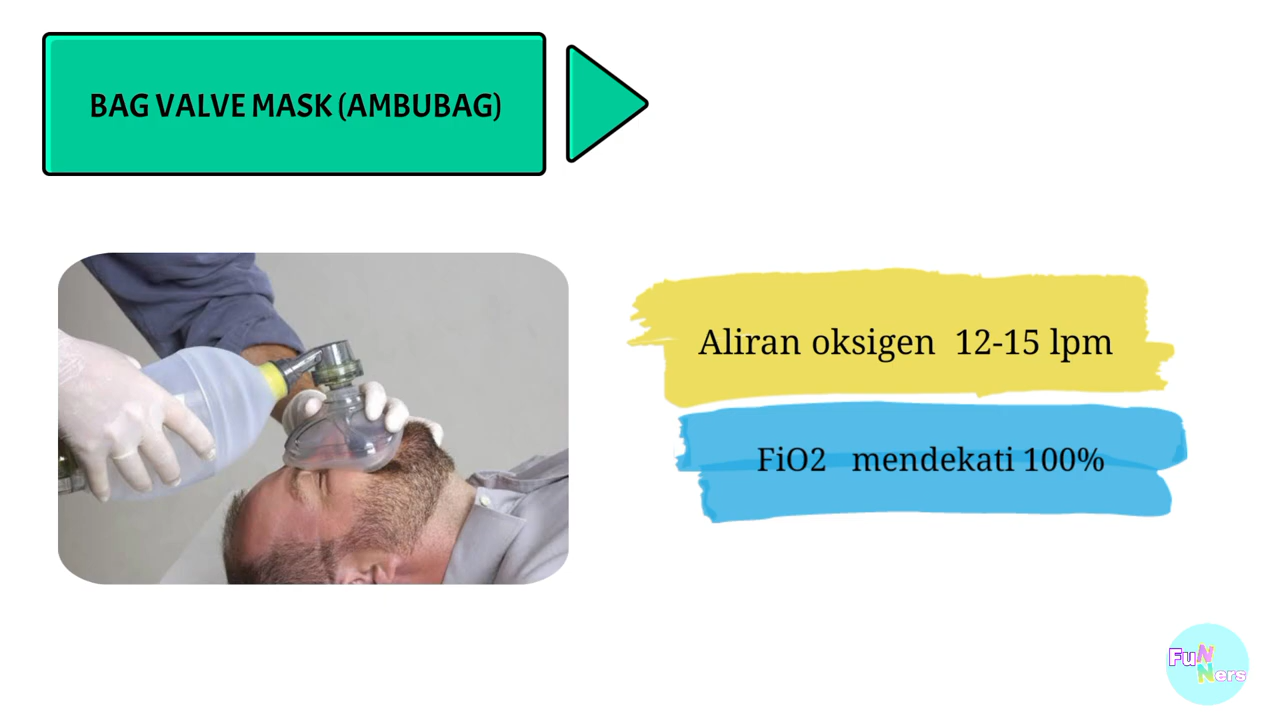 BAG VALVE MASK (AMBUBAG)
Aliran oksigen 12-15 lpm
FiO2 mendekati 100%
FuNNers